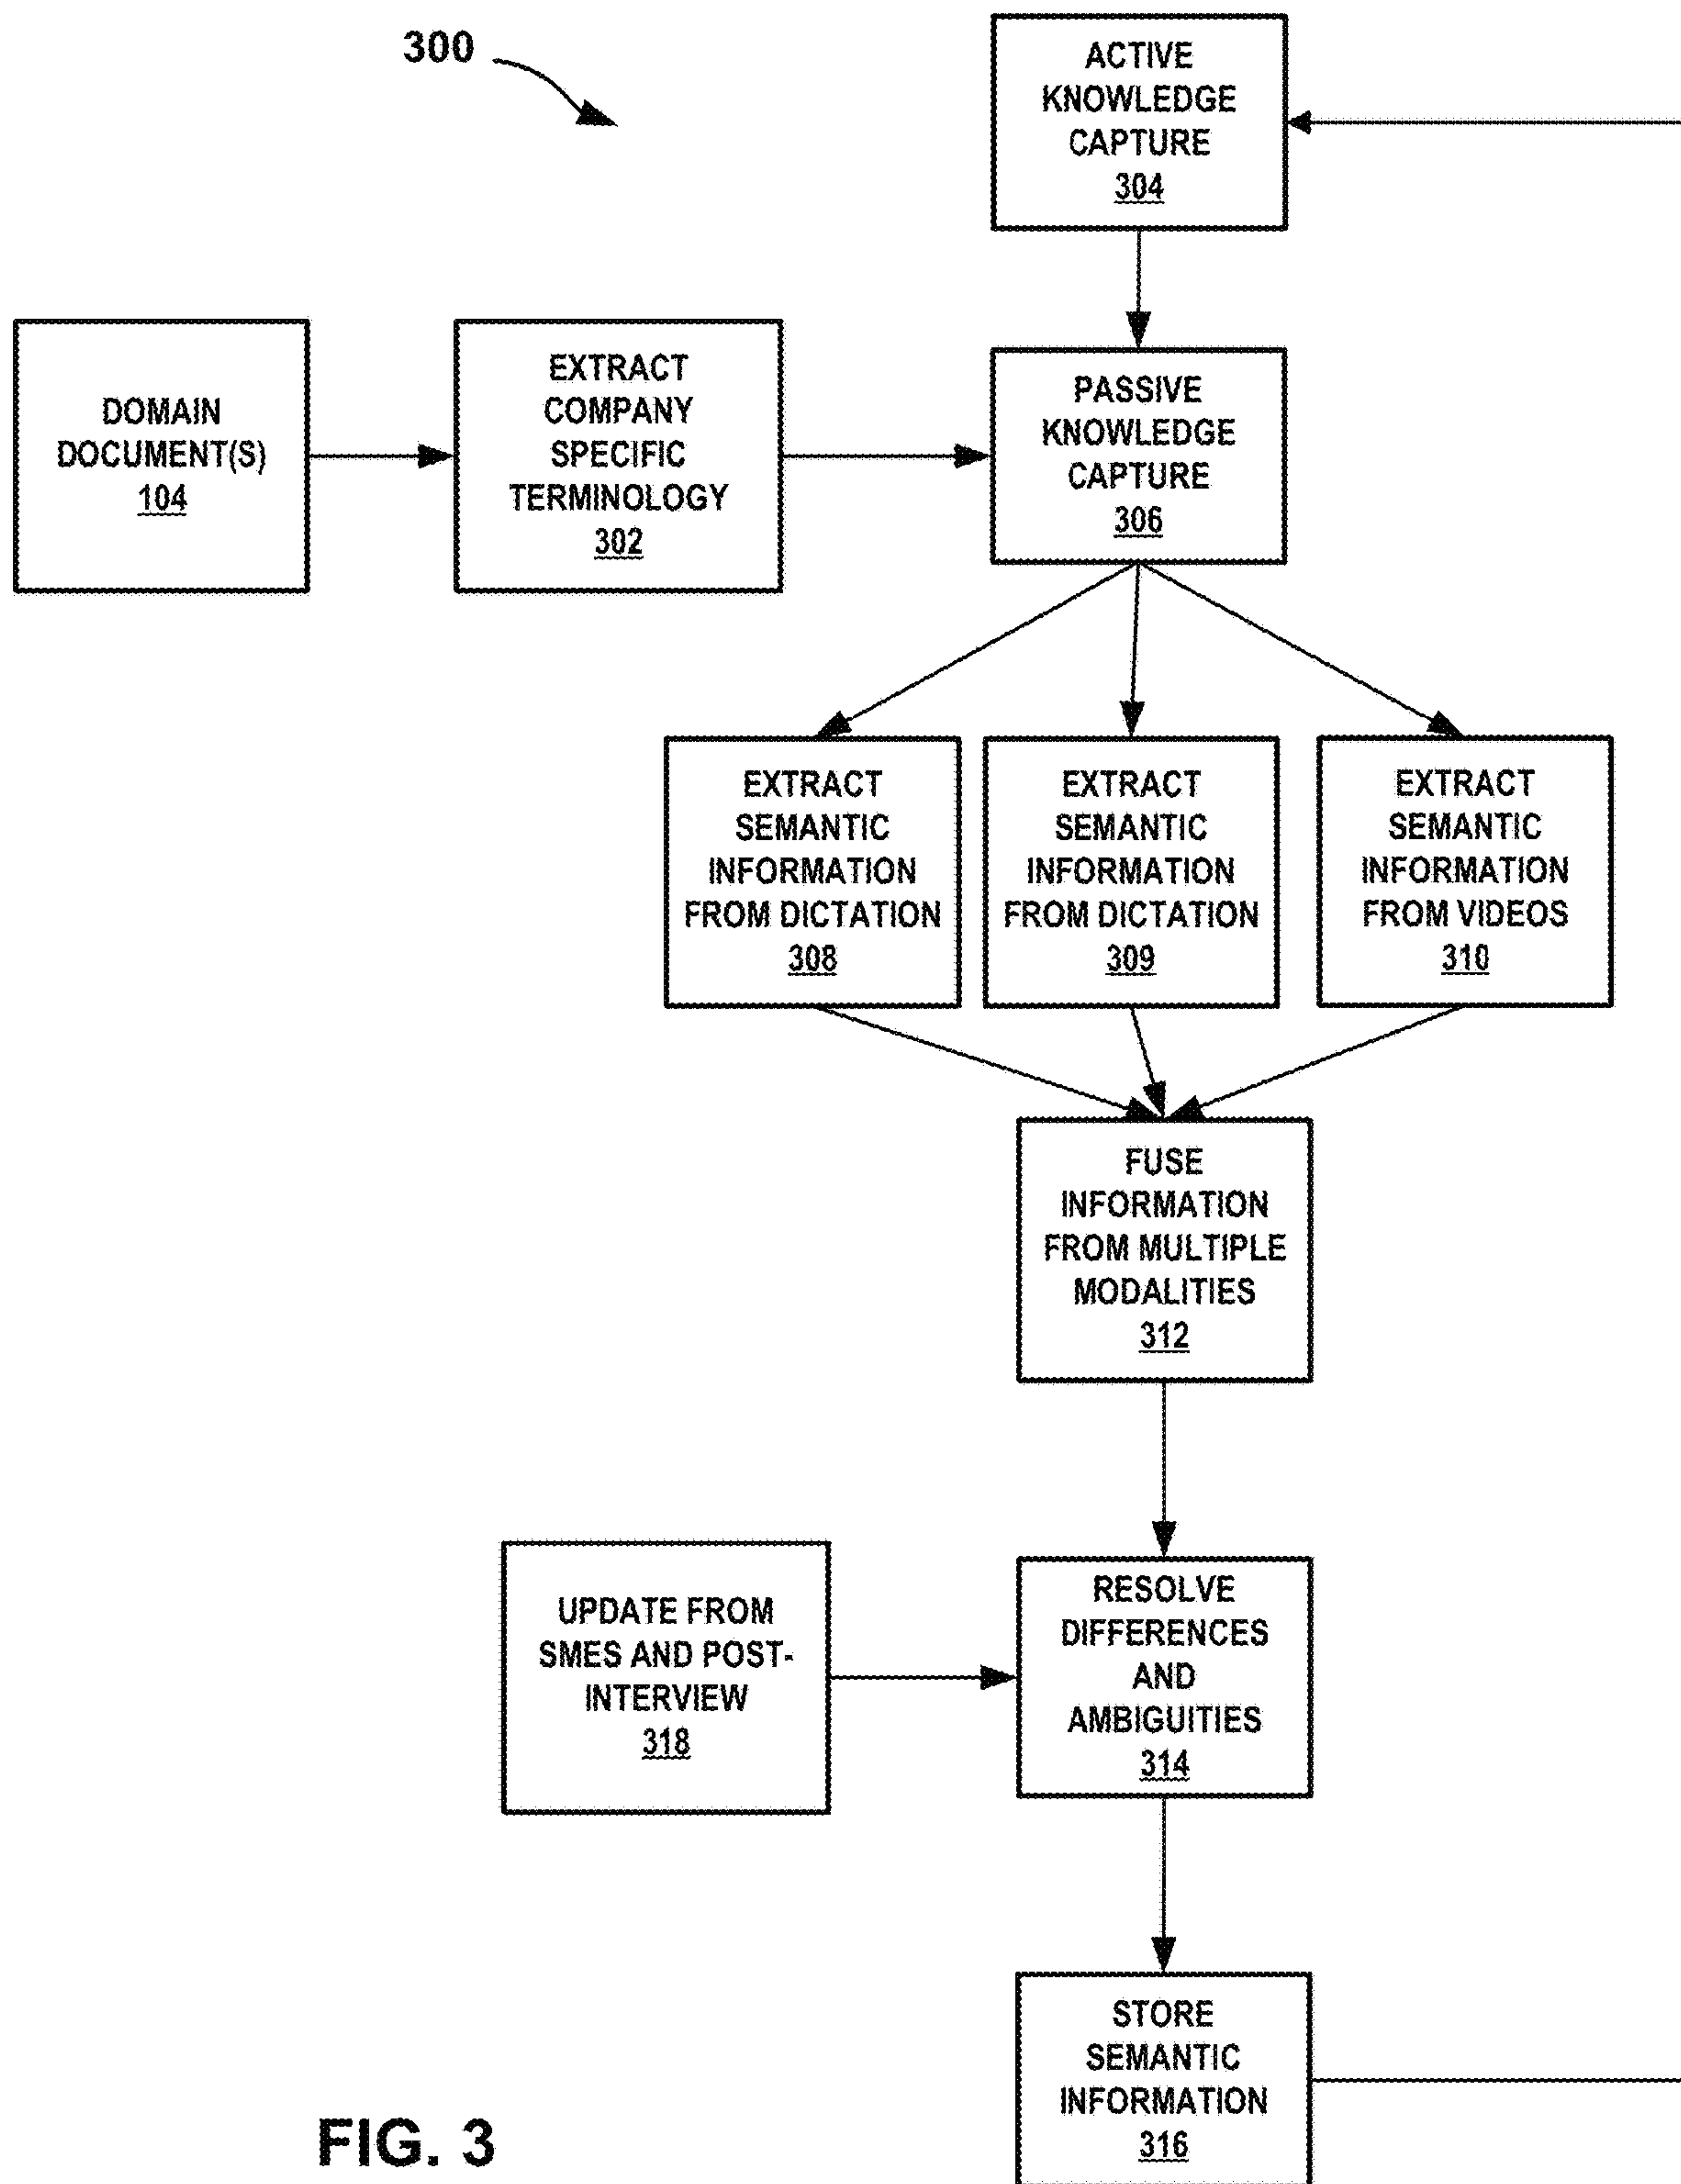 300
ACTIVE
KNOWLEDGE
CAPTURE
304
DOMAIN
DOCUMENT(S)
104
EXTRACT
COMPANY
SPECIFIC
TERMINOLOGY
302
PASSIVE
KNOWLEDGE
CAPTURE
306
EXTRACT
SEMANTIC
INFORMATION
FROM DICTATION
308
EXTRACT
SEMANTIC
INFORMATION
FROM DICTATION
309
EXTRACT
SEMANTIC
INFORMATION
FROM VIDEOS
310
FUSE
INFORMATION
FROM MULTIPLE
MODALITIES
312
UPDATE FROM
SMES AND POST-
INTERVIEW
318
RESOLVE
DIFFERENCES
AND
AMBIGUITIES
314
STORE
SEMANTIC
INFORMATION
316
FIG. 3